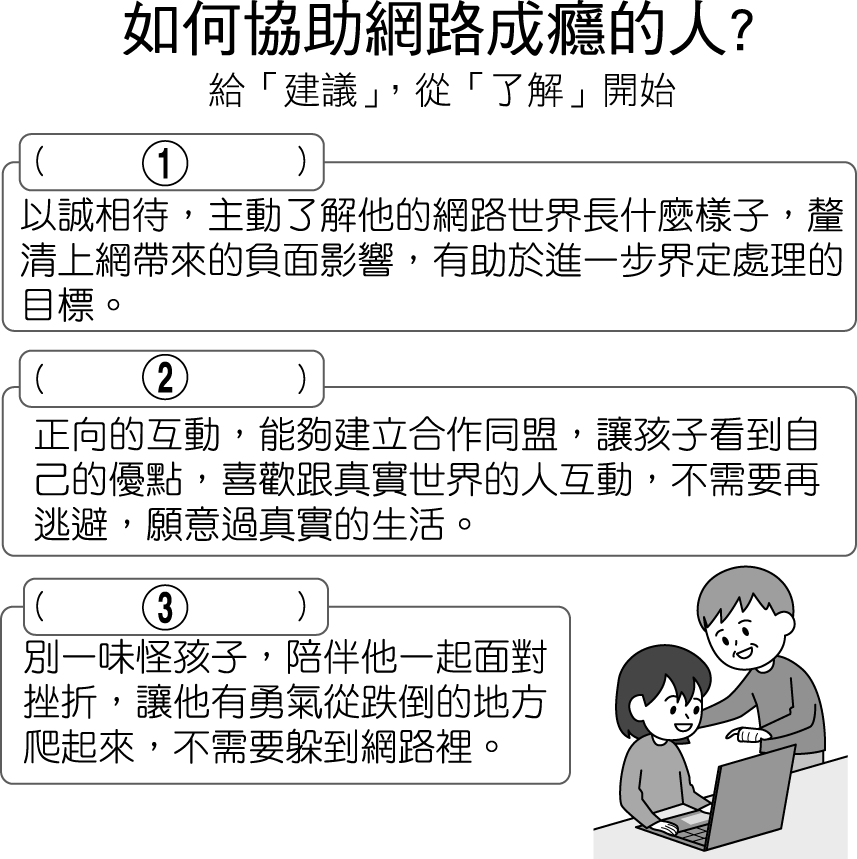 如何協助網路成癮的人?
給「建議」，從「了解」開始
( ① )
以誠相待，主動了解他的網路世界長什麼樣子，釐
清上網帶來的負面影響，有助於進一步界定處理的
目標。
( ② )
正向的互動，能夠建立合作同盟，讓孩子看到自
己的優點，喜歡跟真實世界的人互動，不需要再
逃避，願意過真實的生活。
( ③ )
別一味怪孩子，陪伴他一起面對
挫折，讓他有勇氣從跌倒的地方
爬起來，不需要躲到網路裡。